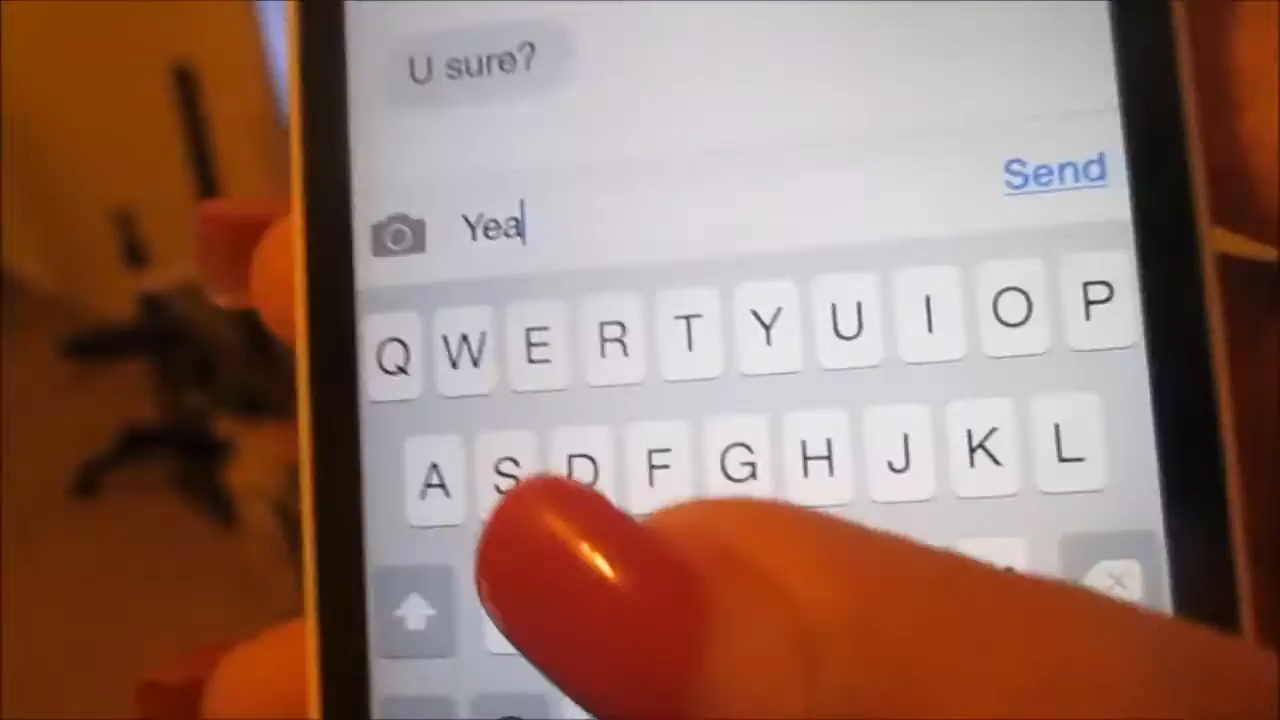 U sure?
Send
Yea
Q W E R T Y U I O P
A S D F G H J K L